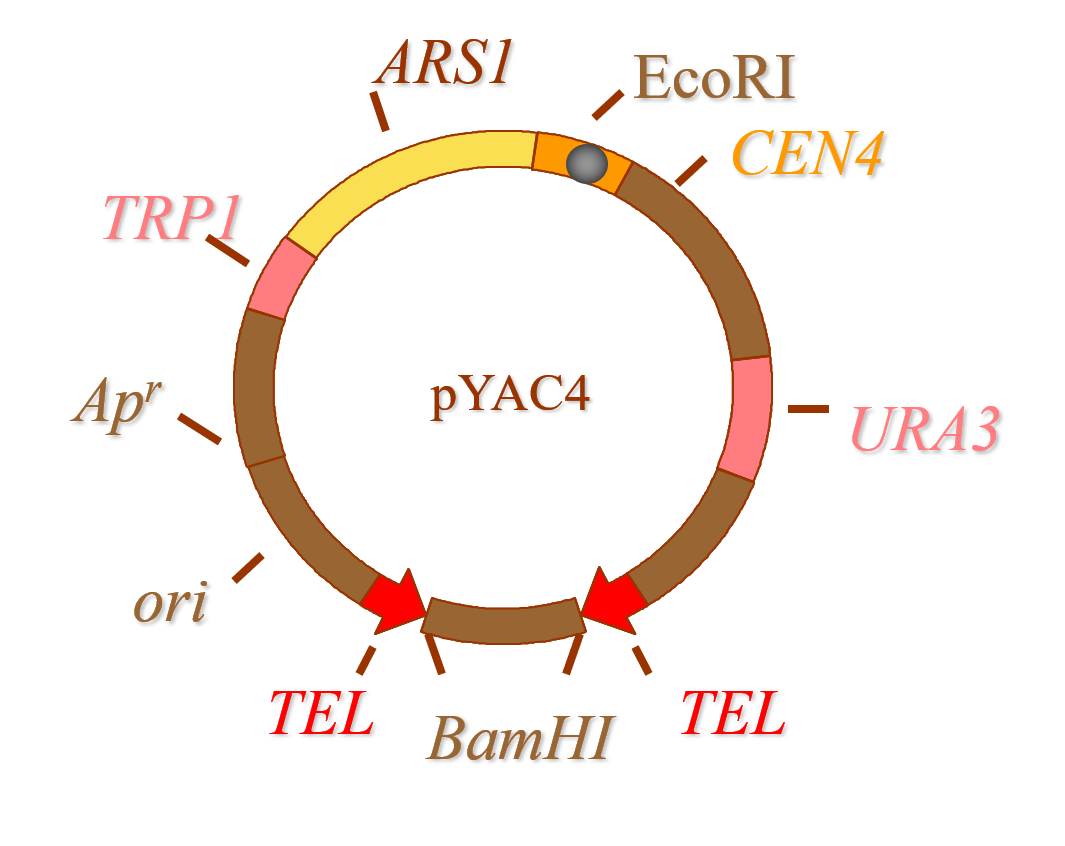 ARS1
EcoRI
CEN4
TRP1
Apʳ
pYAC4
URA3
ori
TEL
BamHI
TEL